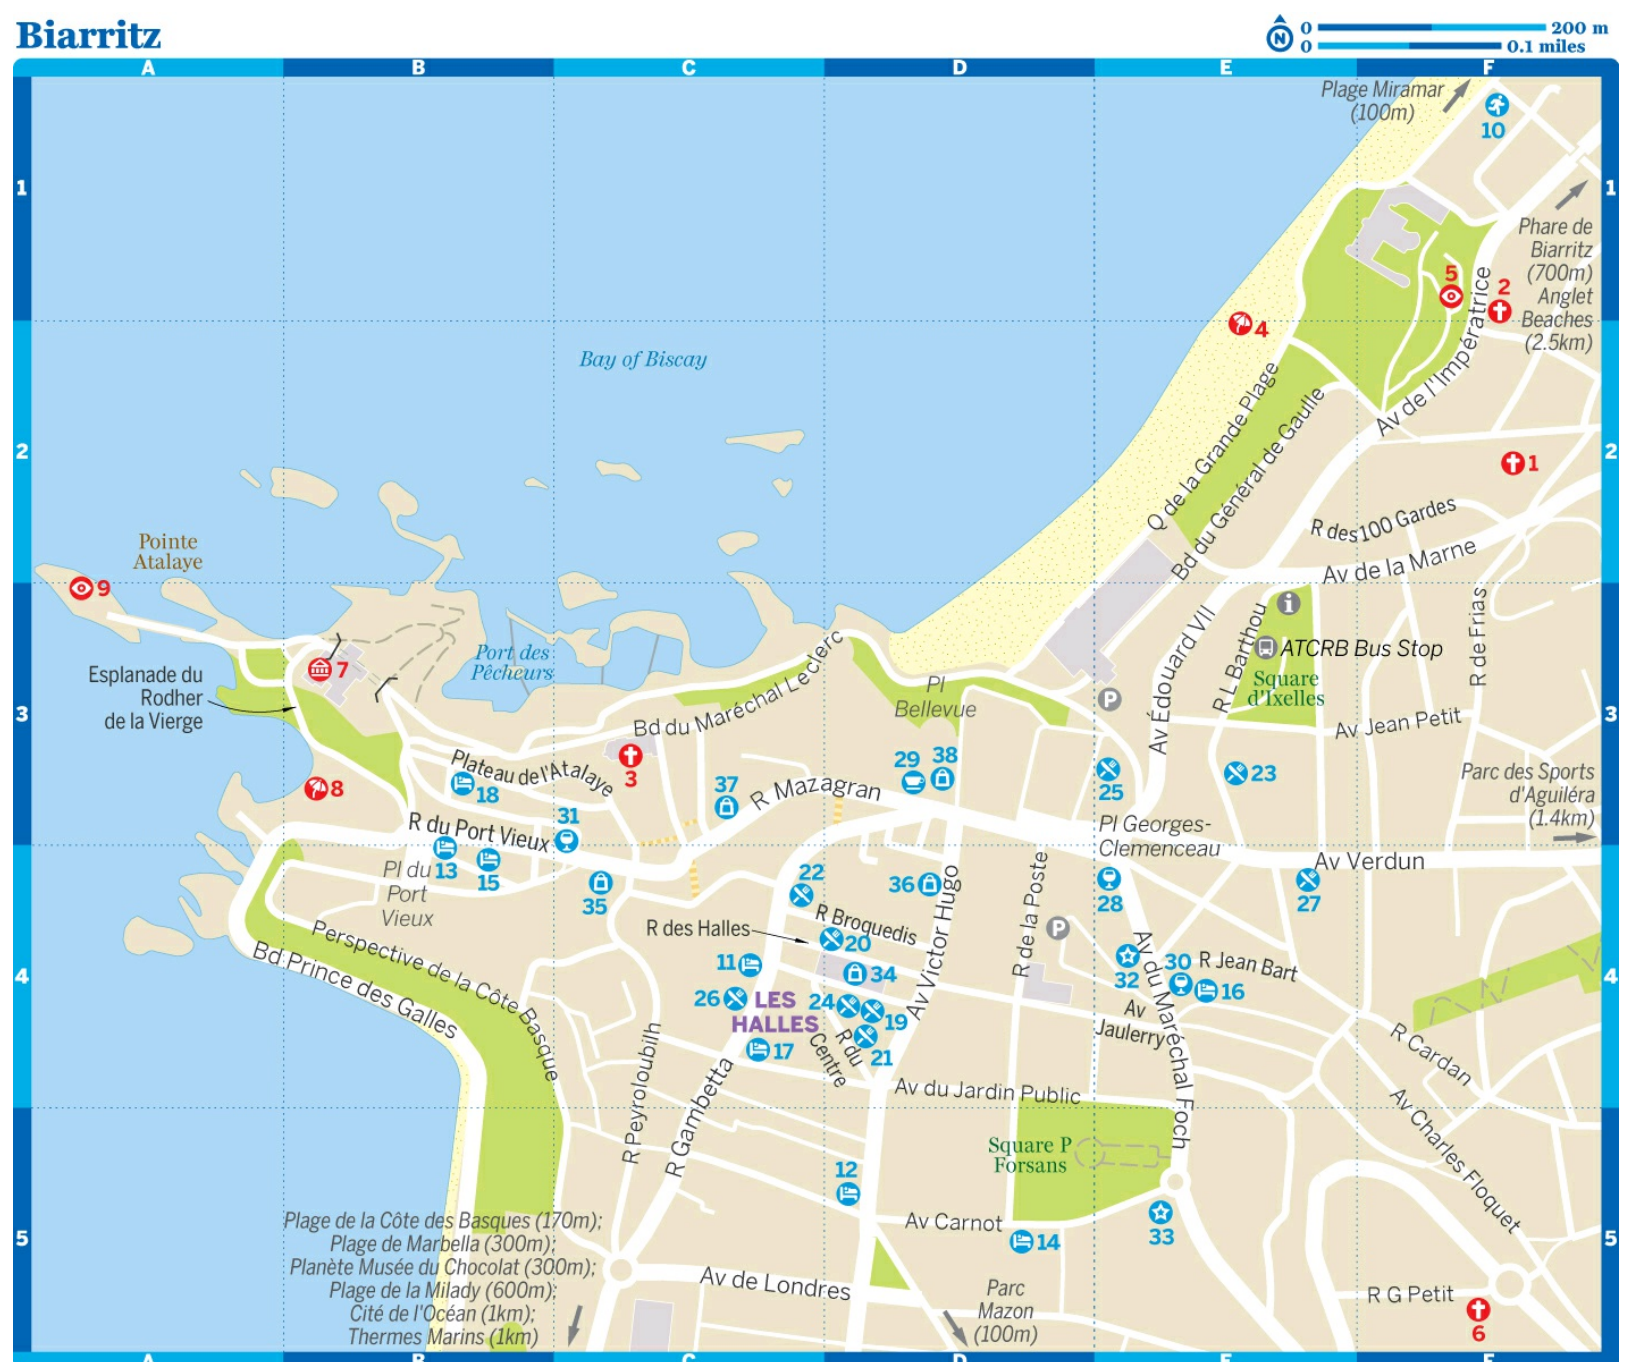 Biarritz
N
0
200 m
0
0.1 miles
A
B
C
D
E
F
1
1
2
2
3
3
4
4
5
5
A
B
C
D
E
F
Plage Miramar
(100m)
10
Phare de
Biarritz
(700m)
Anglet
Beaches
(2.5km)
5
2
4
Av de l'Impératrice
Bay of Biscay
Q de la Grande Plage
Bd du Général de Gaulle
1
R des100 Gardes
Av de la Marne
Pointe
Atalaye
9
i
R L Barthou
ATCRB Bus Stop
Square
d'Ixelles
R de Frias
Av Édouard VII
Av Jean Petit
Esplanade du
Rodher
de la Vierge
7
Port des
Pêcheurs
Bd du Maréchal Leclerc
Pl
Bellevue
P
8
Plateau de l'Atalaye
18
3
37
R Mazagran
29
38
25
23
Parc des Sports
d'Aguiléra
(1.4km)
R du Port Vieux
31
Pl Georges-
Clemenceau
Av Verdun
13
15
Pl du
Port
Vieux
35
22
36
28
27
R des Halles
R Broquedis
20
Av Victor Hugo
R de la Poste
P
Perspective de la Côte Basque
Bd Prince des Galles
11
34
26
LES
HALLES
24
19
21
17
R du
Centre
32
30
R Jean Bart
16
Av
Jaulerry
Av du Maréchal Foch
R Cardan
R Peyroloubilh
R Gambetta
Av du Jardin Public
Av Charles Floquet
Square P
Forsans
12
Av Carnot
14
33
Plage de la Côte des Basques (170m);
Plage de Marbella (300m);
Planète Musée du Chocolat (300m);
Plage de la Milady (600m);
Cité de l'Océan (1km);
Thermes Marins (1km)
Av de Londres
Parc
Mazon
(100m)
R G Petit
6